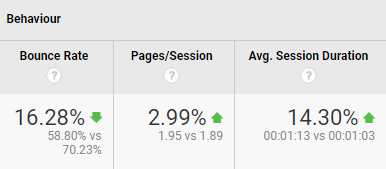 Behaviour
Bounce Rate
Pages/Session
Avg. Session Duration
?
?
?
16.28%
58.80% vs
70.23%
2.99%
1.95 vs 1.89
14.30%
00:01:13 vs 00:01:03